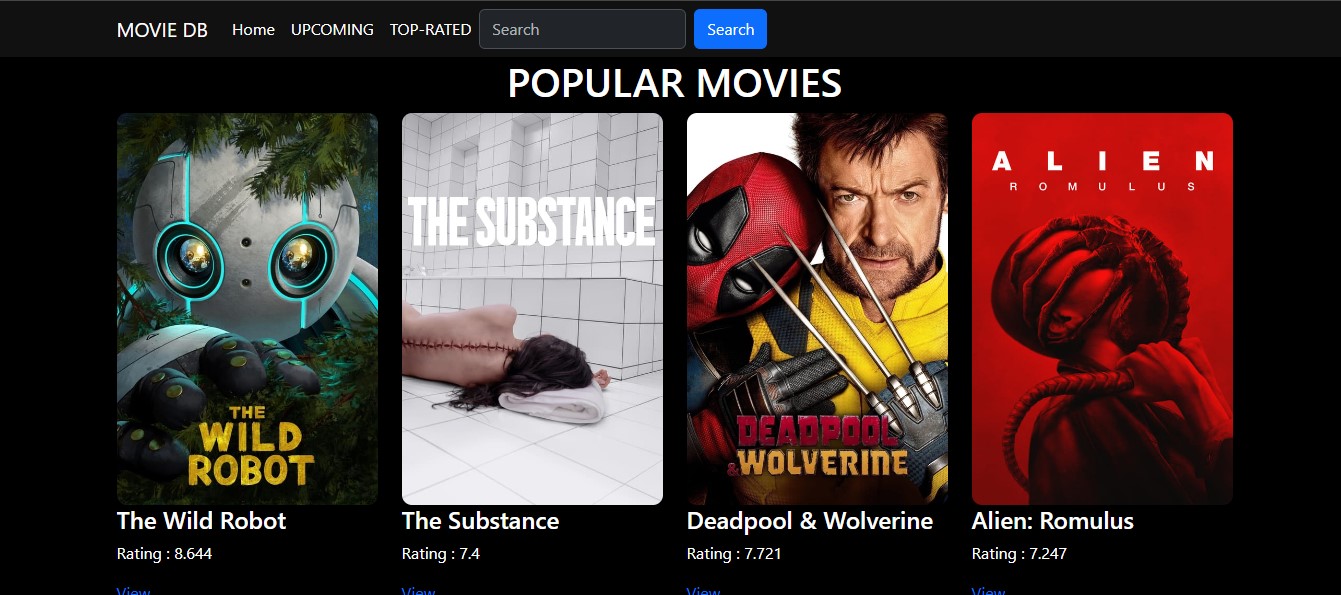 MOVIE DB Home UPCOMING TOP-RATED Search Search
POPULAR MOVIES
THE
WILD
ROBOT
THE SUBSTANCE
DEADPOOL
& WOLVERINE
ALIEN
ROMULUS
The Wild Robot
Rating : 8.644
View
The Substance
Rating : 7.4
View
Deadpool & Wolverine
Rating : 7.721
View
Alien: Romulus
Rating : 7.247
View